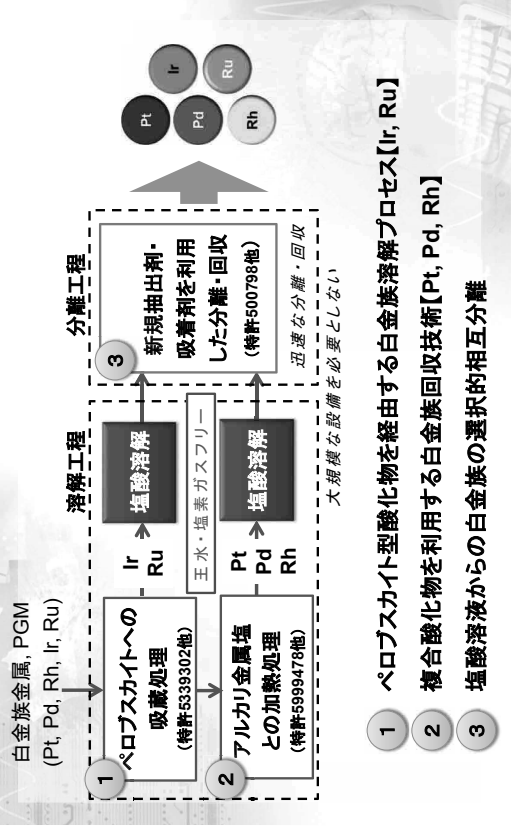 白金族金属, PGM
(Pt, Pd, Rh, Ir, Ru)
溶解工程
1
ペロブスカイトへの
吸蔵処理
(特許5339302他)
Ir
Ru
塩酸溶解
王水・塩素ガスフリー
2
アルカリ金属塩
との加熱処理
(特許5999478他)
Pt
Pd
Rh
塩酸溶解
分離工程
3
新規抽出剤・
吸着剤を利用
した分離・回収
(特許500798他)
迅速な分離・回収
大規模な設備を必要としない
Pt
Ir
Pd
Ru
Rh
1 ペロブスカイト型酸化物を経由する白金族溶解プロセス【Ir, Ru】
2 複合酸化物を利用する白金族回収技術【Pt, Pd, Rh】
3 塩酸溶液からの白金族の選択的相互分離